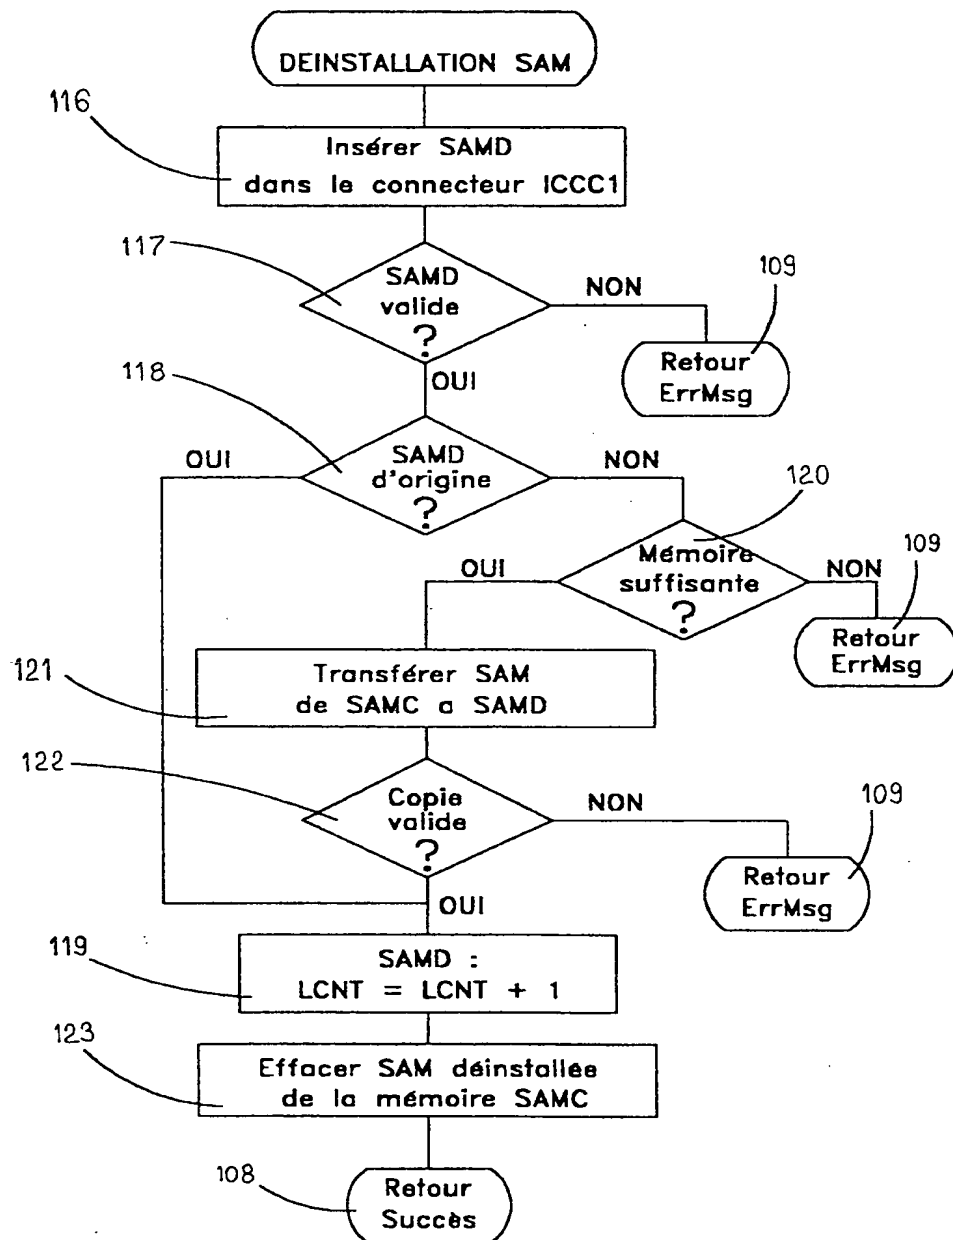 DEINSTALLATION SAM
116
Insérer SAMD
dans le connecteur ICCC1
117
SAMD
valide
?
NON
109
Retour
ErrMsg
OUI
118
OUI
SAMD
d'origine
?
NON
120
OUI
Mémoire
suffisante
?
NON
109
Retour
ErrMsg
121
Transférer SAM
de SAMC a SAMD
122
Copie
valide
?
NON
109
Retour
ErrMsg
OUI
119
SAMD :
LCNT = LCNT + 1
123
Effacer SAM déinstallée
de la mémoire SAMC
108
Retour
Succès